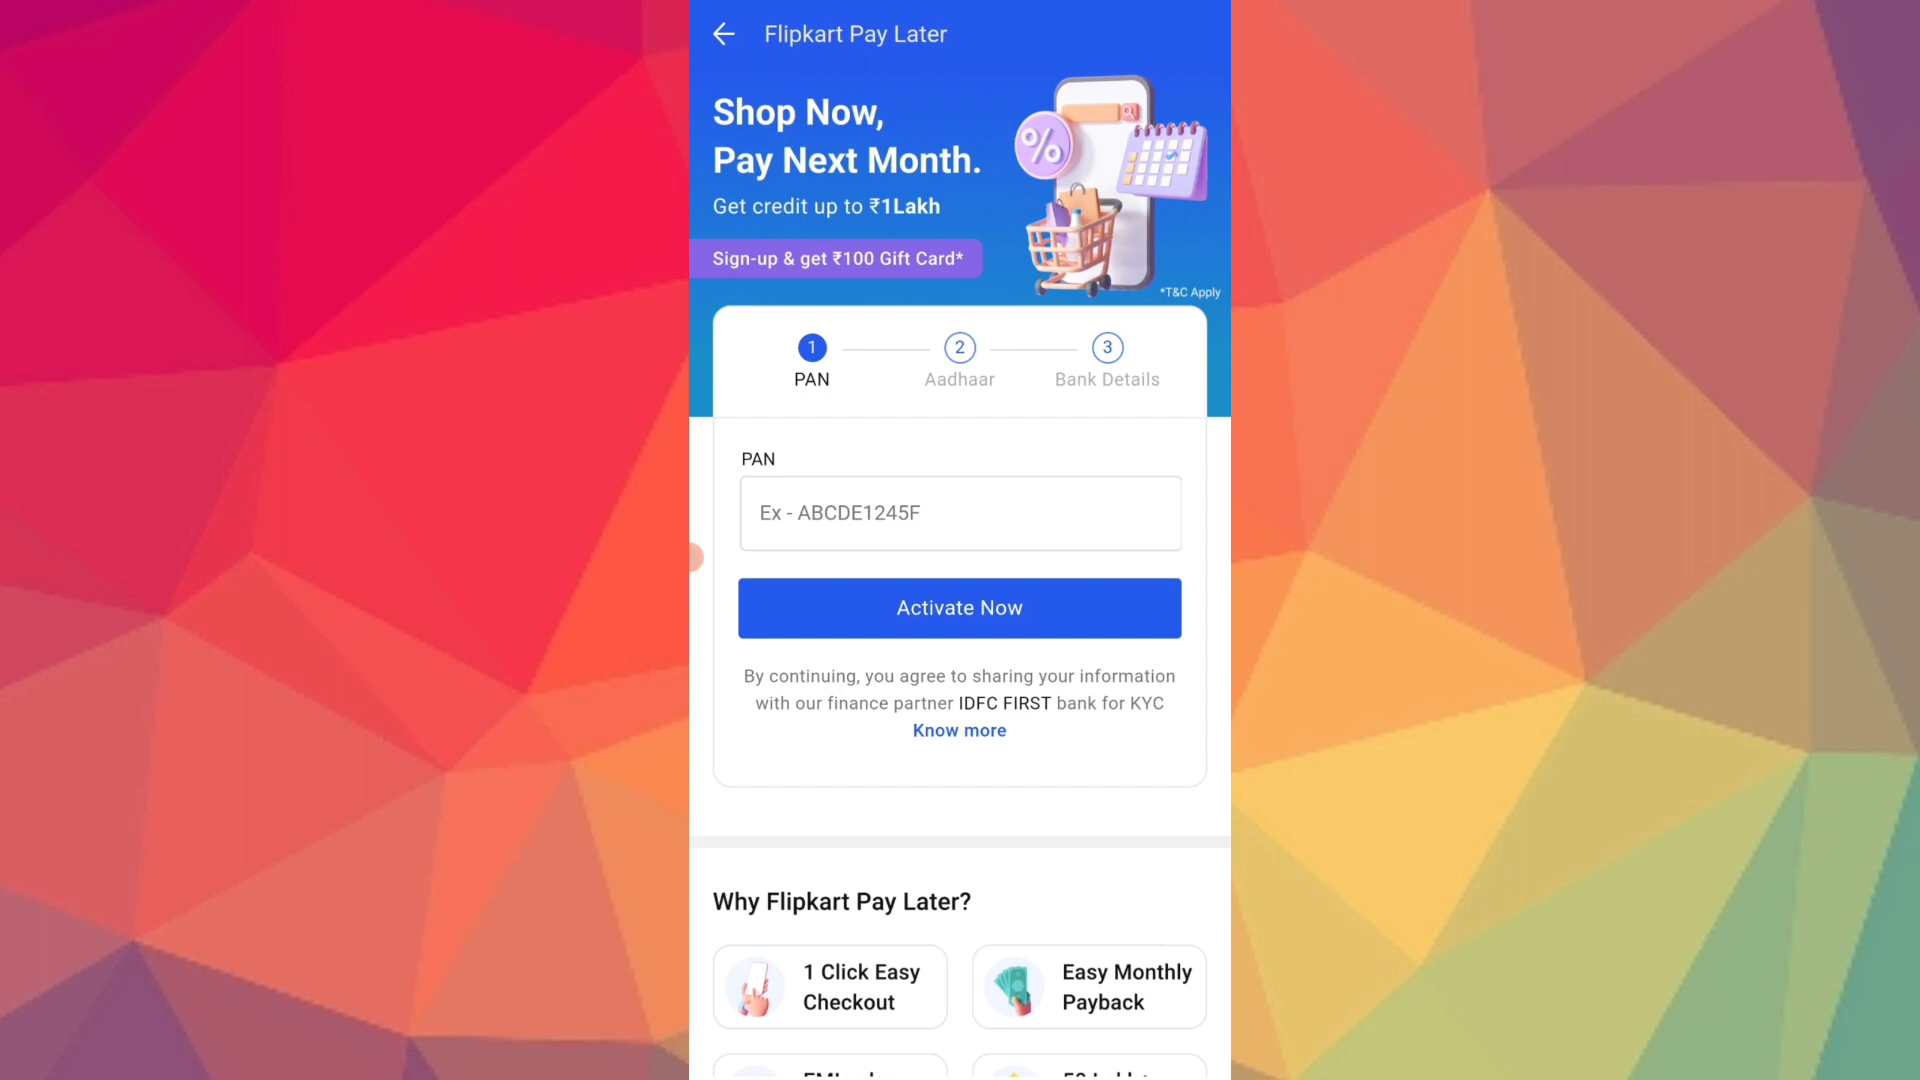 Flipkart Pay Later
Shop Now,
Pay Next Month.
Get credit up to ₹1Lakh
Sign-up & get ₹100 Gift Card*
*T&C Apply
%
1
2
3
PAN
Aadhaar
Bank Details
PAN
Ex - ABCDE1245F
Activate Now
By continuing, you agree to sharing your information
with our finance partner IDFC FIRST bank for KYC
Know more
Why Flipkart Pay Later?
1 Click Easy
Checkout
Easy Monthly
Payback